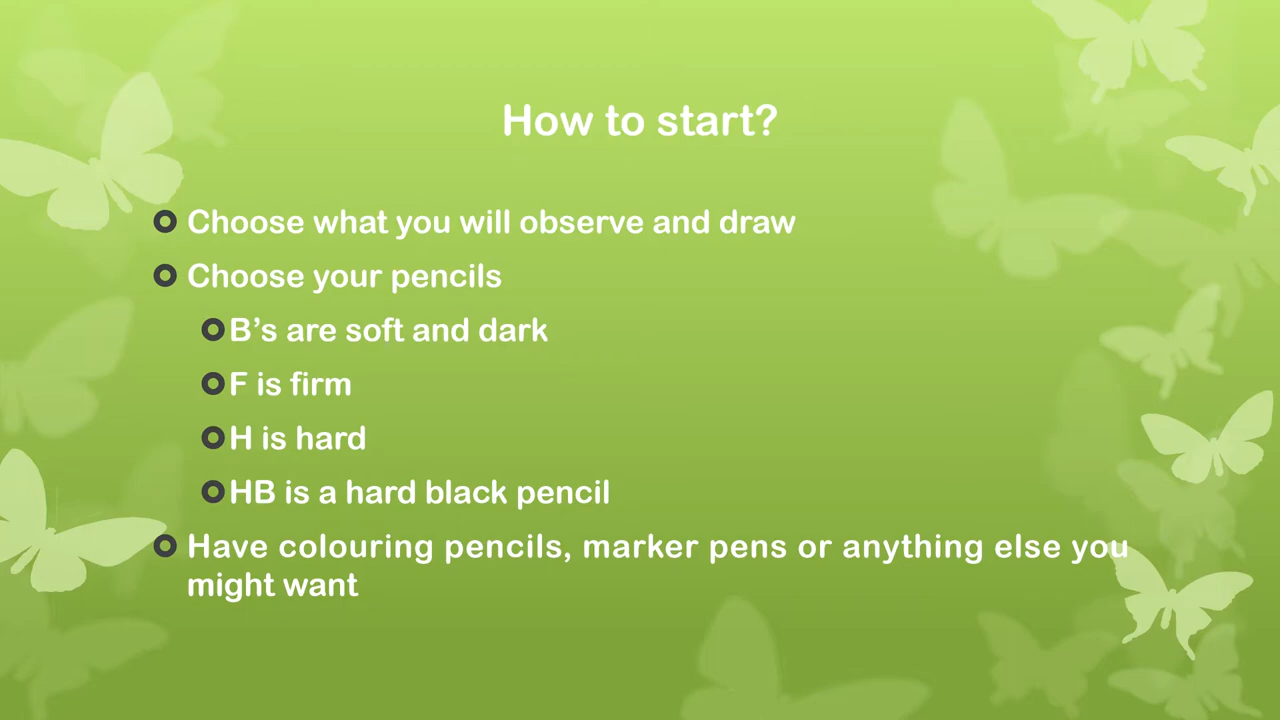 How to start?
Choose what you will observe and draw
Choose your pencils
B’s are soft and dark
F is firm
H is hard
HB is a hard black pencil
Have colouring pencils, marker pens or anything else you
might want